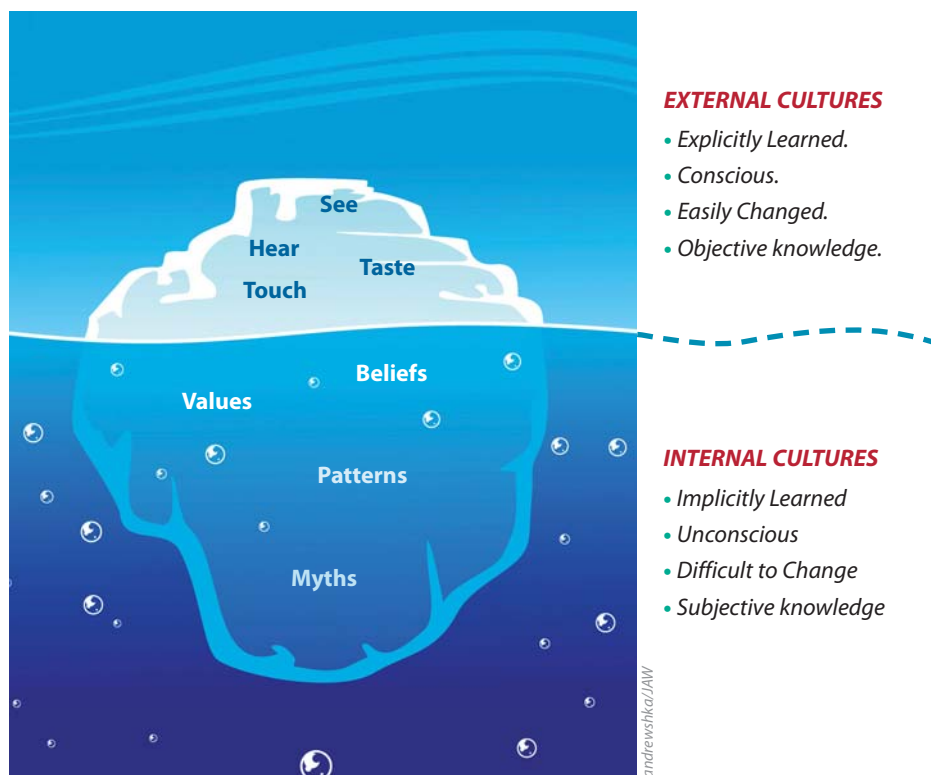 See
Hear
Taste
Touch
Beliefs
Values
Patterns
Myths
EXTERNAL CULTURES
• Explicitly Learned.
• Conscious.
• Easily Changed.
• Objective knowledge.
INTERNAL CULTURES
• Implicitly Learned
• Unconscious
• Difficult to Change
• Subjective knowledge
andrewshka/JAW